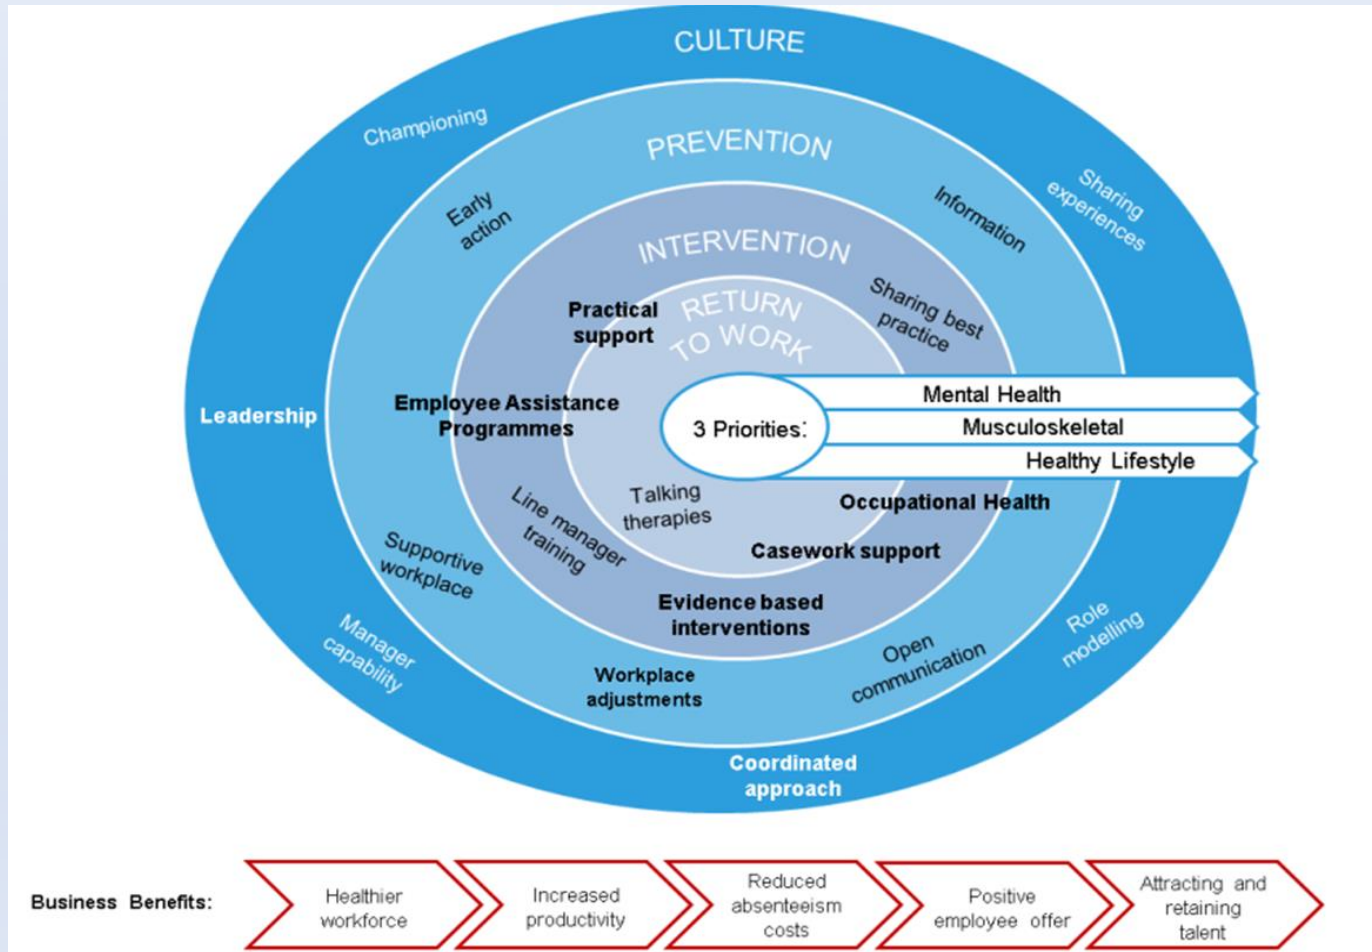 CULTURE
Championing
Sharing
experiences
PREVENTION
Early
action
Information
INTERVENTION
Sharing best
practice
Practical
support
RETURN
TO WORK
Leadership
Employee Assistance
Programmes
3 Priorities:
Mental Health
Musculoskeletal
Healthy Lifestyle
Talking
therapies
Occupational Health
Line manager
training
Casework support
Supportive
workplace
Evidence based
interventions
Manager
capability
Role
modelling
Open
communication
Workplace
adjustments
Coordinated
approach
Business Benefits:
Healthier
workforce
Increased
productivity
Reduced
absenteeism
costs
Positive
employee offer
Attracting and
retaining
talent